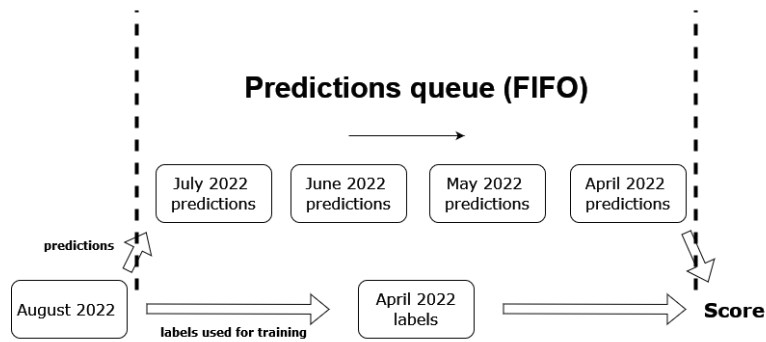 Predictions queue (FIFO)
July 2022
predictions
June 2022
predictions
May 2022
predictions
April 2022
predictions
predictions
August 2022
labels used for training
April 2022
labels
Score